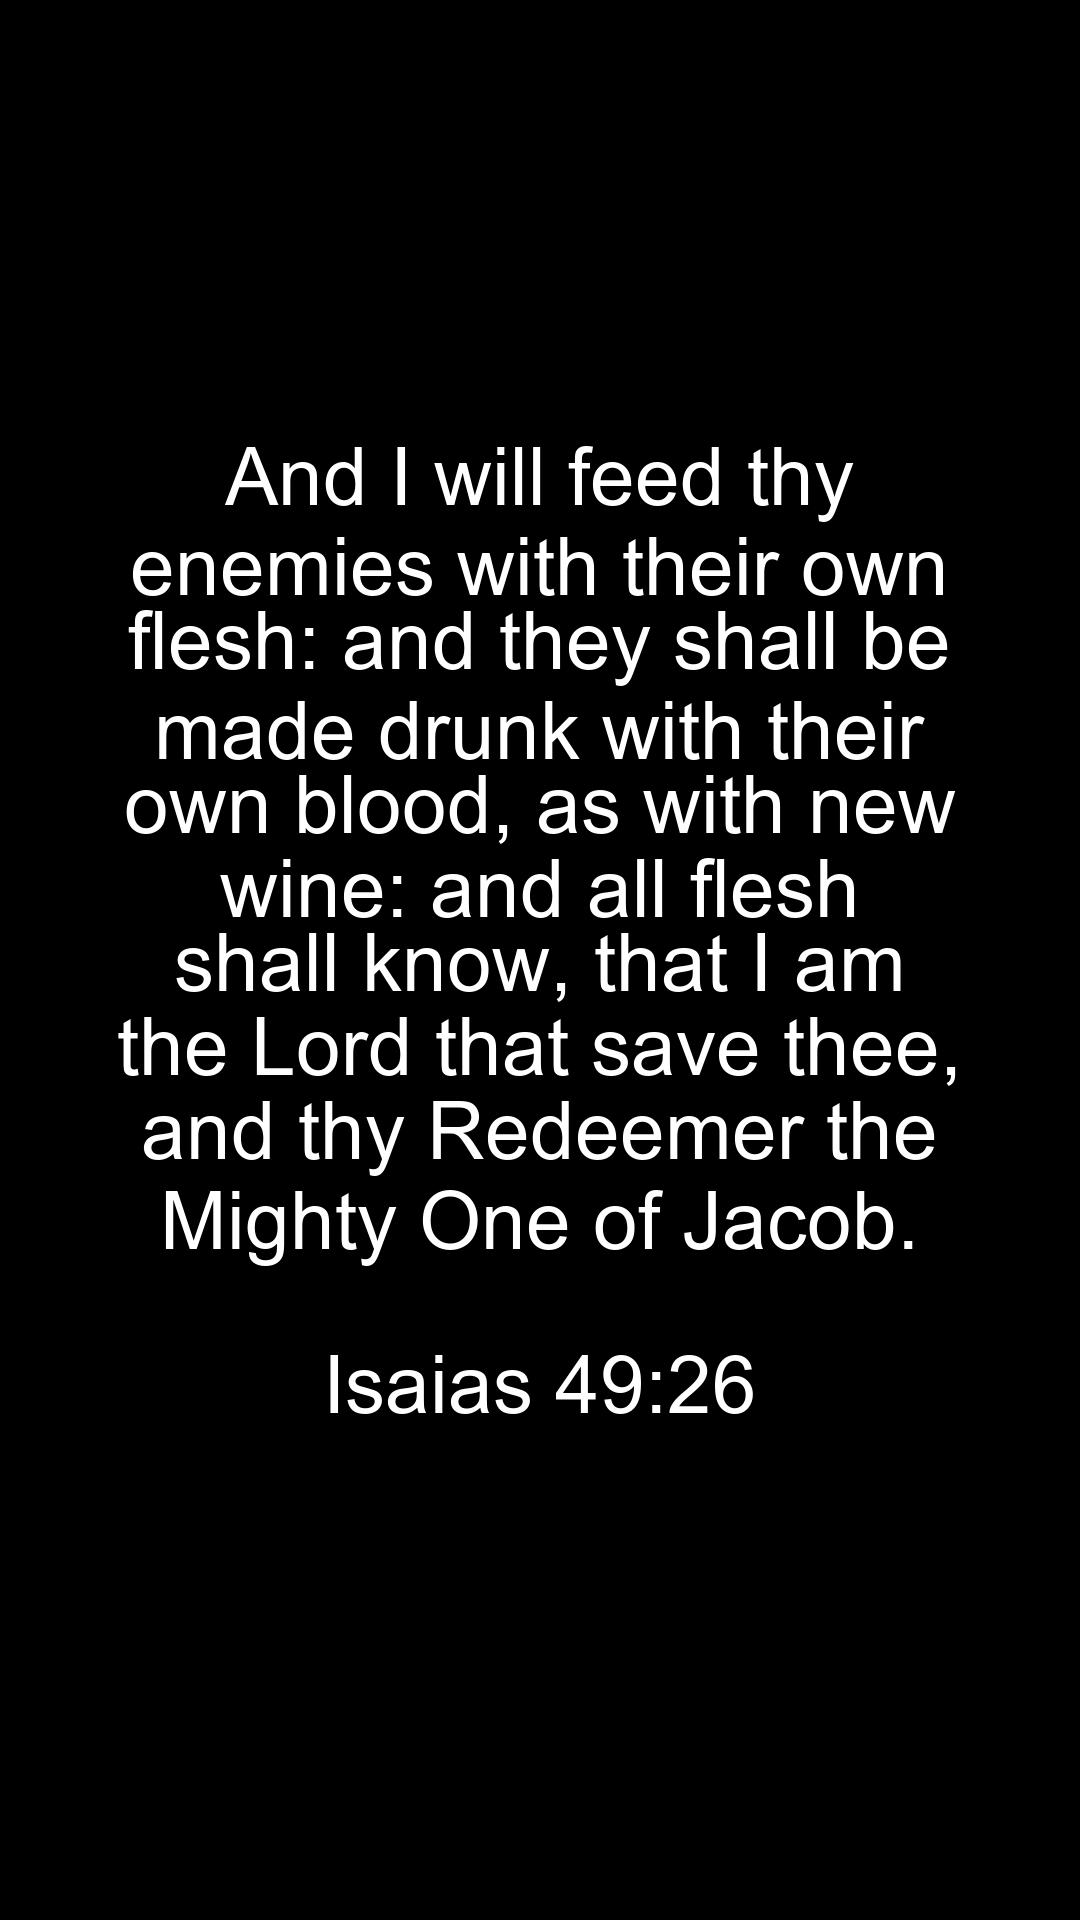 And I will feed thy
enemies with their own
flesh: and they shall be
made drunk with their
own blood, as with new
wine: and all flesh
shall know, that I am
the Lord that save thee,
and thy Redeemer the
Mighty One of Jacob.
Isaias 49:26